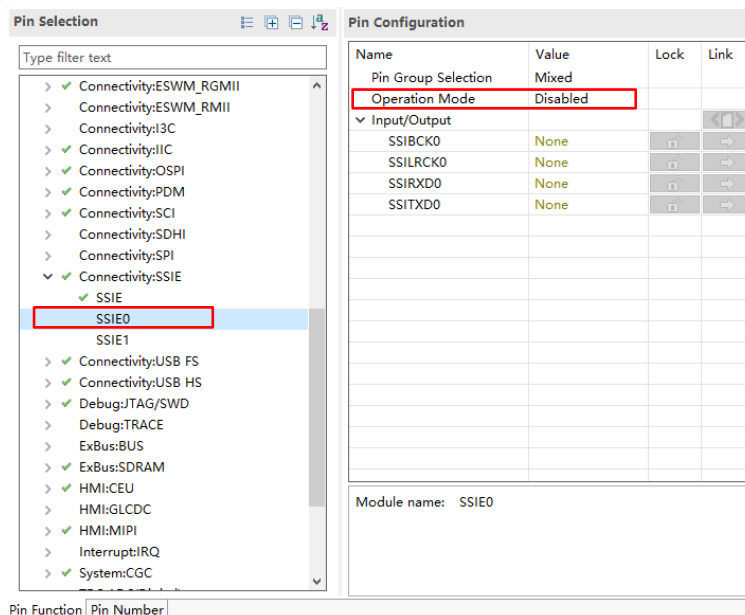 Pin Selection
Type filter text
Connectivity:ESWM_RGMII
Connectivity:ESWM_RMII
Connectivity:I3C
Connectivity:IIC
Connectivity:OSPI
Connectivity:PDM
Connectivity:SCI
Connectivity:SDHI
Connectivity:SPI
Connectivity:SSIE
SSIE
SSIE0
SSIE1
Connectivity:USB FS
Connectivity:USB HS
Debug:JTAG/SWD
Debug:TRACE
ExBus:BUS
ExBus:SDRAM
HMI:CEU
HMI:GLCDC
HMI:MIPI
Interrupt:IRQ
System:CGC
Pin Configuration
Name Value Lock Link
Pin Group Selection Mixed
Operation Mode Disabled
Input/Output
SSIBCK0 None
SSILRCK0 None
SSIRXD0 None
SSITXD0 None
Module name: SSIE0
Pin Function Pin Number